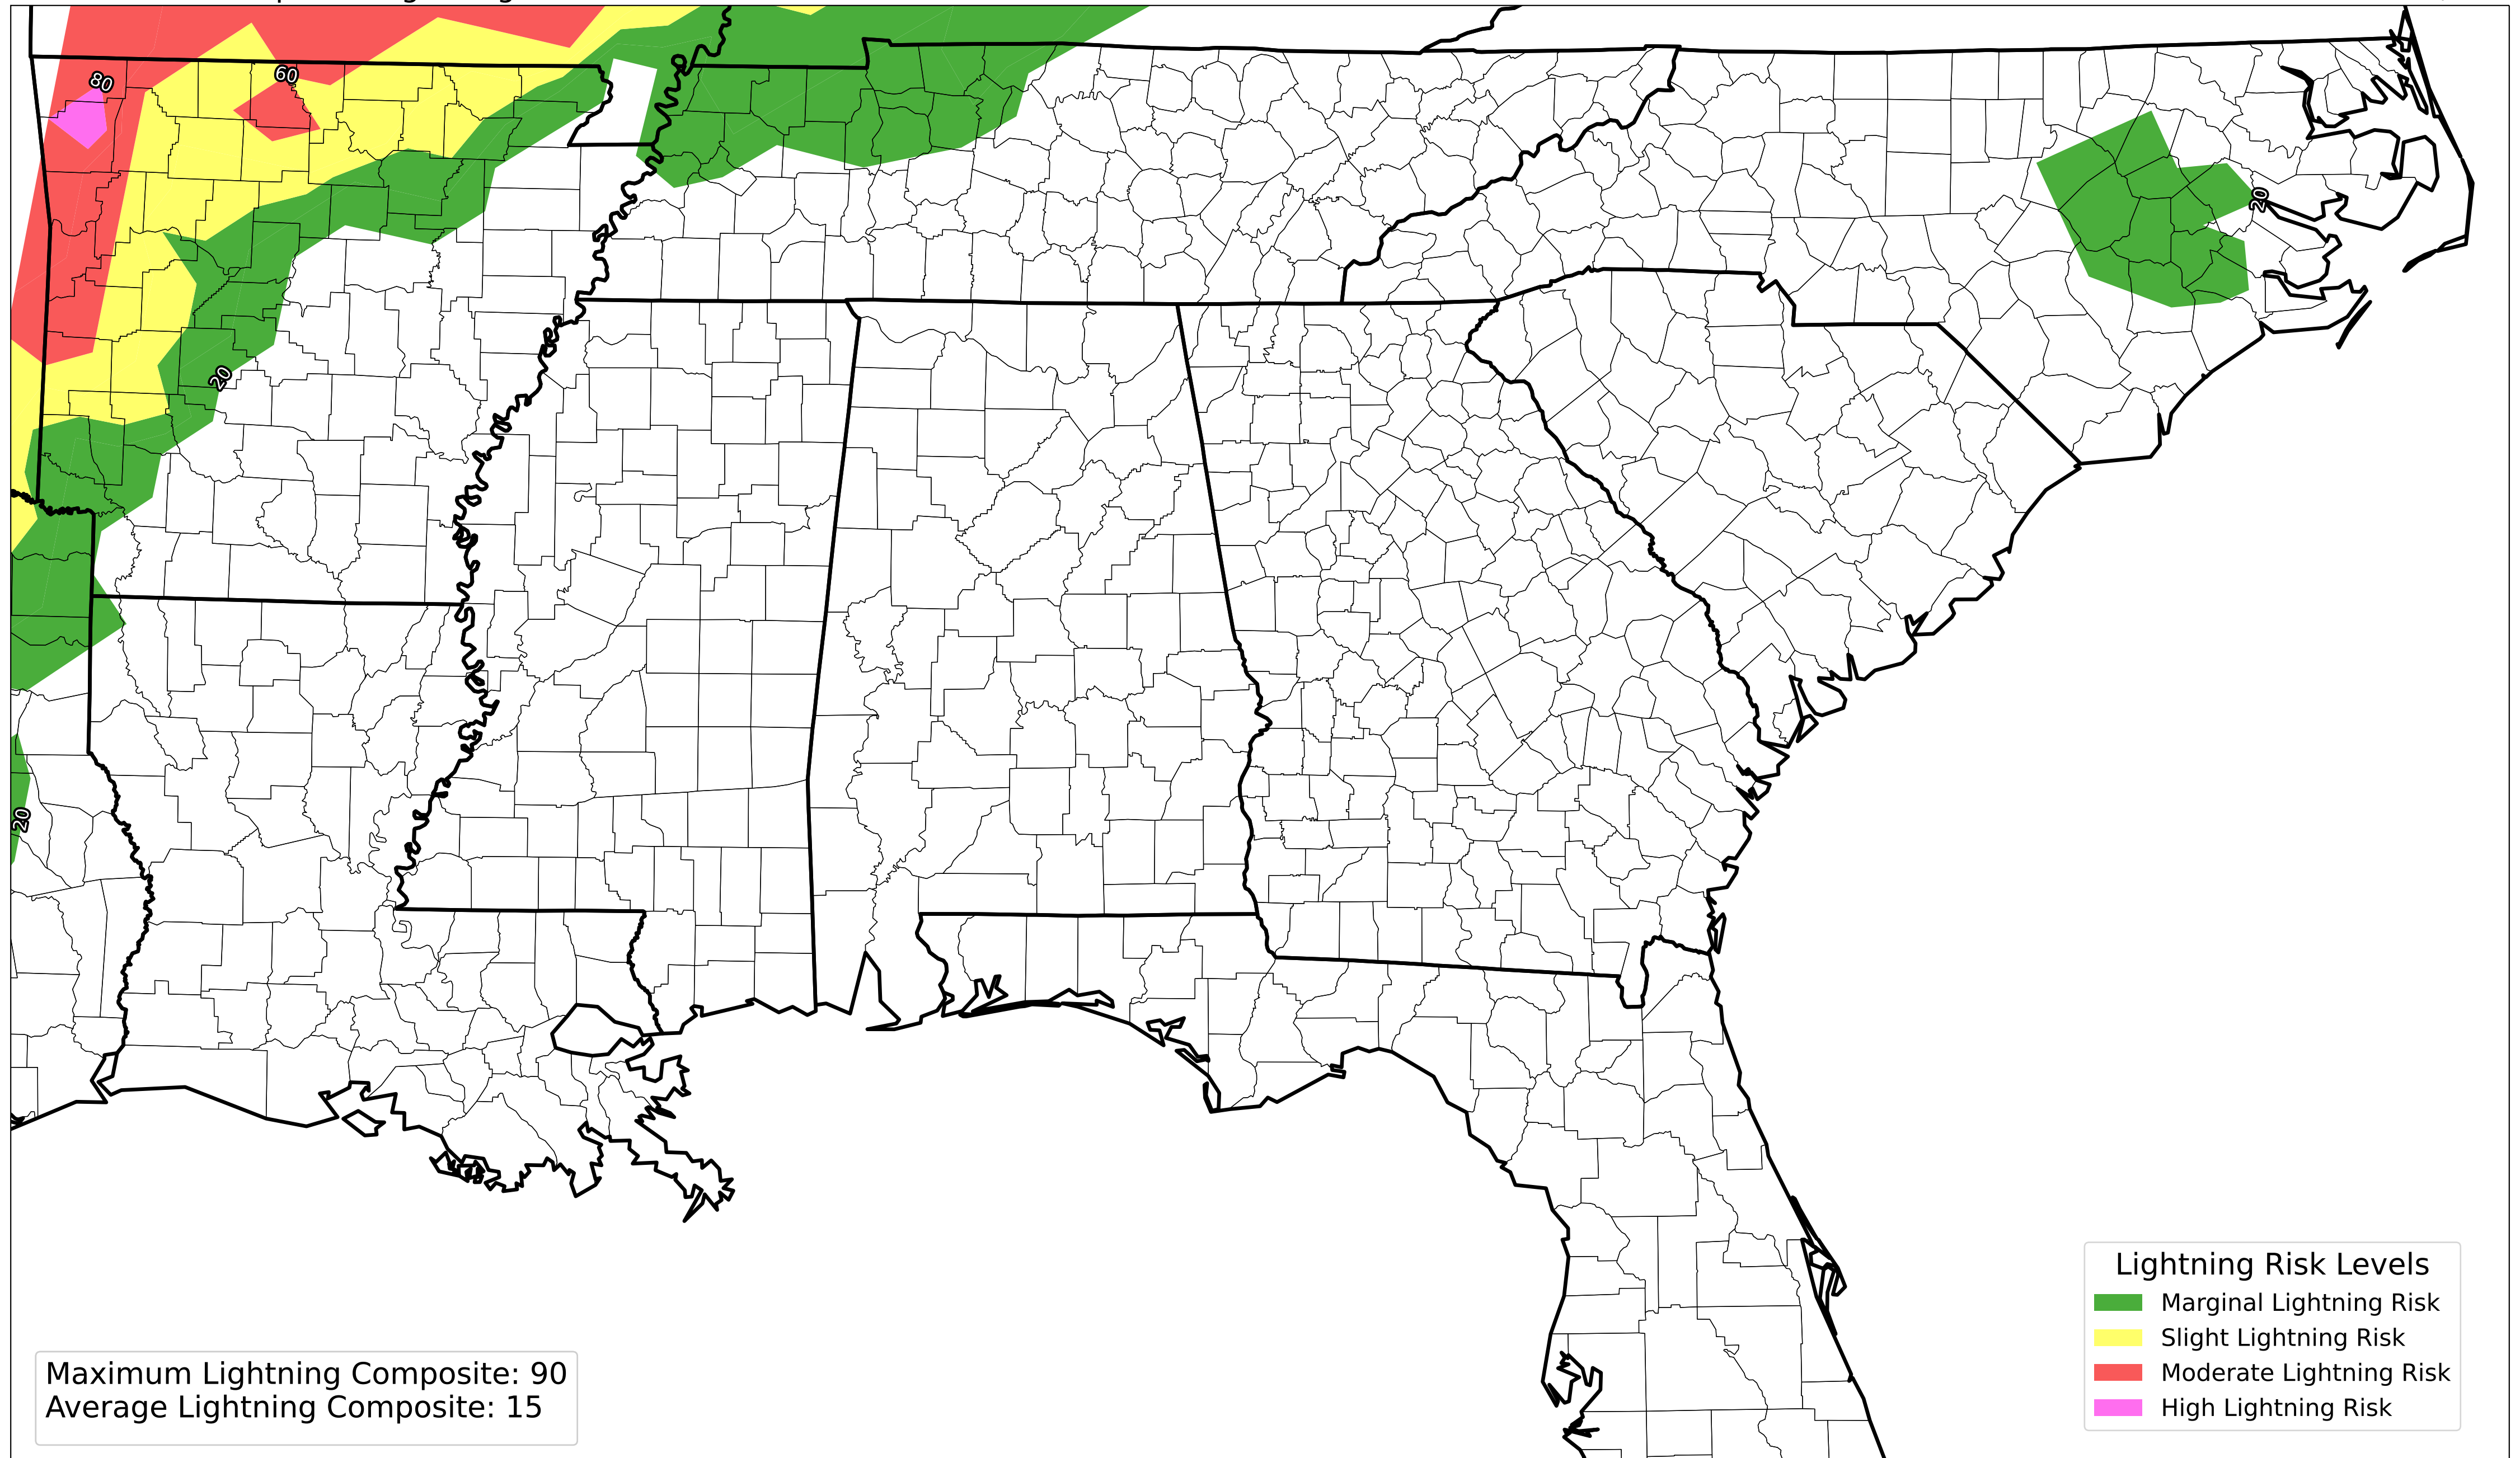 80
60
20
20
20
Maximum Lightning Composite: 90
Average Lightning Composite: 15
Lightning Risk Levels
Marginal Lightning Risk
Slight Lightning Risk
Moderate Lightning Risk
High Lightning Risk